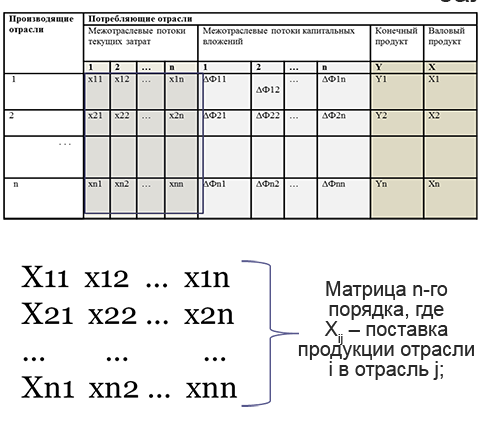 Производящие отрасли
Потребляющие отрасли
Межотраслевые потоки текущих затрат
Межотраслевые потоки капитальных вложений
Конечный продукт
Валовый продукт
1 2 … n 1 2 … n Y X
1 x11 x12 … x1n ΔФ11 ΔФ12 … ΔФ1n Y1 X1
2 x21 x22 … x2n ΔФ21 ΔФ22 … ΔФ2n Y2 X2
...
n xn1 xn2 … xnn ΔФn1 ΔФn2 … ΔФnn Yn Xn
X11 x12 ... x1n
X21 x22 ... x2n
... ... ...
Xn1 xn2 ... xnn
Матрица n-го
порядка, где
Xij – поставка
продукции отрасли
i в отрасль j;